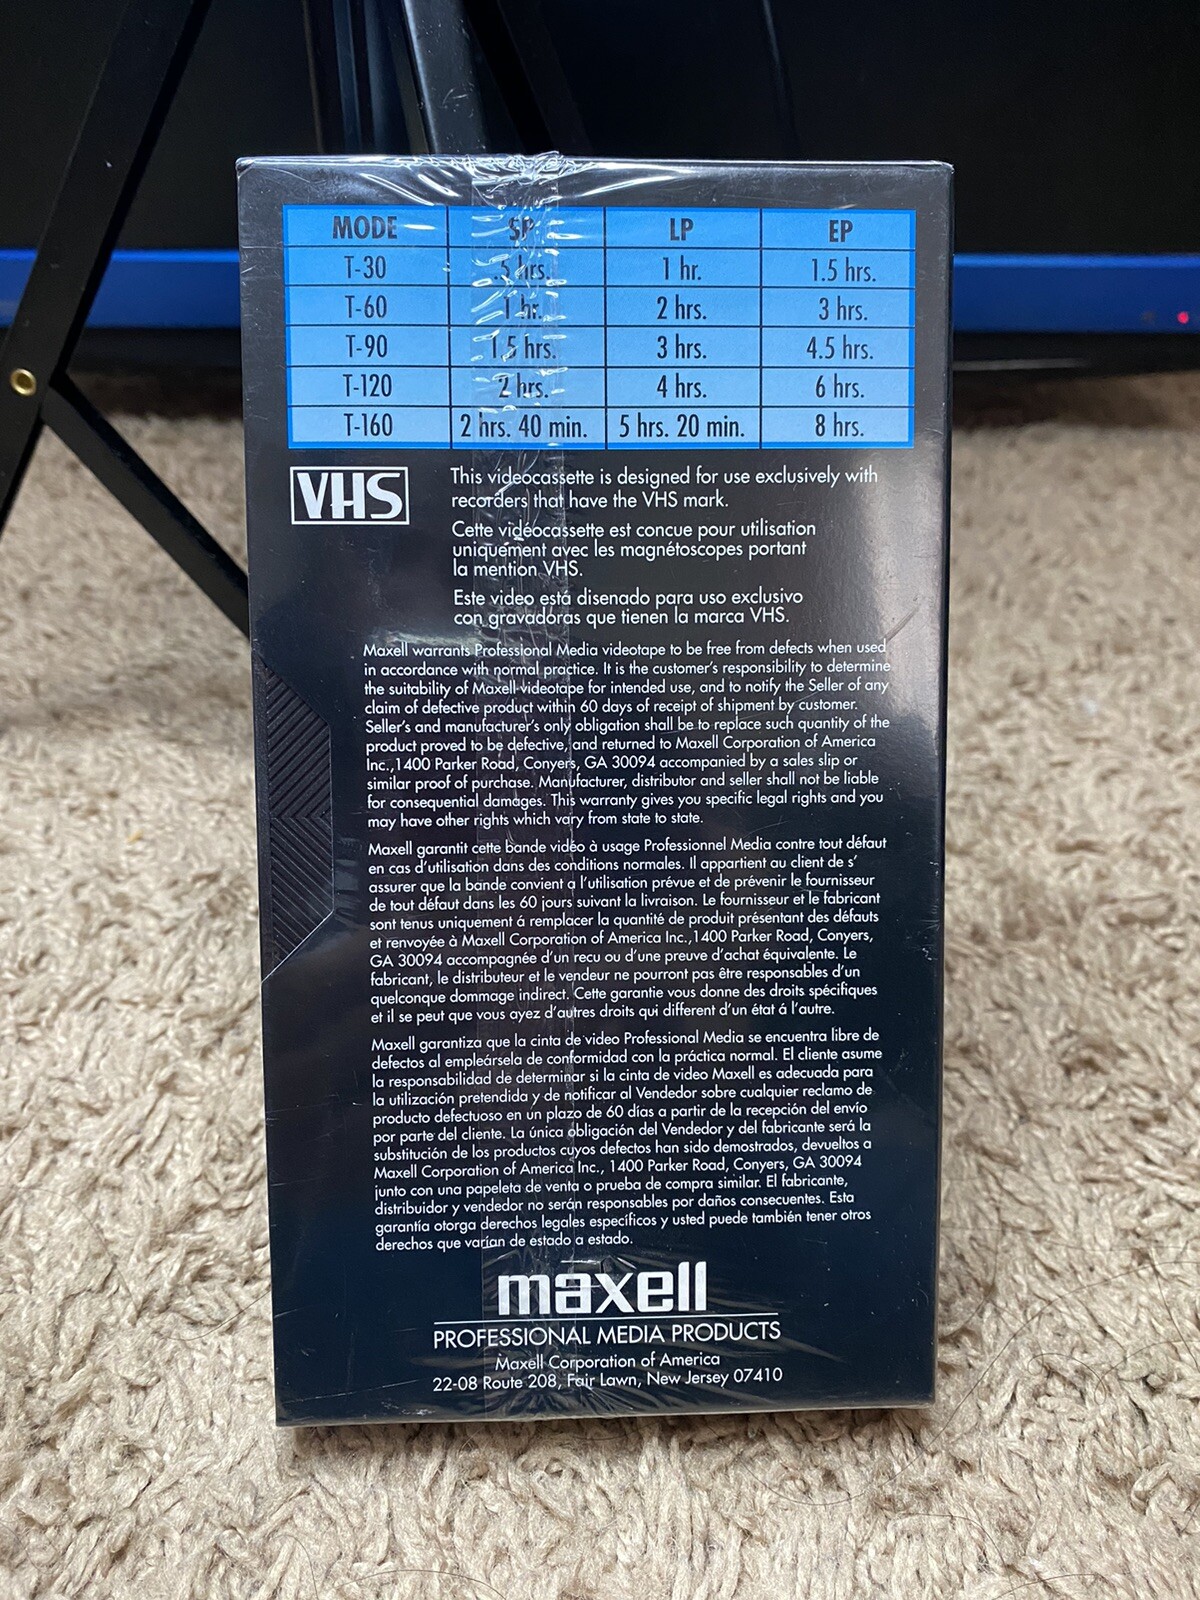 MODE SP LP EP
T-30 .5 hrs. 1 hr. 1.5 hrs.
T-60 1 hr. 2 hrs. 3 hrs.
T-90 1.5 hrs. 3 hrs. 4.5 hrs.
T-120 2 hrs. 4 hrs. 6 hrs.
T-160 2 hrs. 40 min. 5 hrs. 20 min. 8 hrs.
VHS
This videocassette is designed for use exclusively with
recorders that have the VHS mark.
Cette vidéocassette est concue pour utilisation
uniquement avec les magnétoscopes portant
la mention VHS.
Este video está disenado para uso exclusivo
con gravadoras que tienen la marca VHS.
Maxell warrants Professional Media videotape to be free from defects when used
in accordance with normal practice. It is the customer's responsibility to determine
the suitability of Maxell videotape for intended use, and to notify the Seller of any
claim of defective product within 60 days of receipt of shipment by customer.
Seller's and manufacturer's only obligation shall be to replace such quantity of the
product proved to be defective, and returned to Maxell Corporation of America
Inc.,1400 Parker Road, Conyers, GA 30094 accompanied by a sales slip or
similar proof of purchase. Manufacturer, distributor and seller shall not be liable
for consequential damages. This warranty gives you specific legal rights and you
may have other rights which vary from state to state.
Maxell garantit cette bande vidéo à usage Professionnel Media contre tout défaut
en cas d'utilisation dans des conditions normales. Il appartient au client de s'
assurer que la bande convient a l'utilisation prévue et de prévenir le fournisseur
de tout défaut dans les 60 jours suivant la livraison. Le fournisseur et le fabricant
sont tenus uniquement á remplacer la quantité de produit présentant des défauts
et renvoyée à Maxell Corporation of America Inc.,1400 Parker Road, Conyers,
GA 30094 accompagnée d'un recu ou d'une preuve d'achat équivalente. Le
fabricant, le distributeur et le vendeur ne pourront pas être responsables d'un
quelconque dommage indirect. Cette garantie vous donne des droits spécifiques
et il se peut que vous ayez d'autres droits qui different d'un état á l'autre.
Maxell garantiza que la cinta de video Professional Media se encuentra libre de
defectos al empleársela de conformidad con la práctica normal. El cliente asume
la responsabilidad de determinar si la cinta de video Maxell es adecuada para
la utilización pretendida y de notificar al Vendedor sobre cualquier reclamo de
producto defectuoso en un plazo de 60 días a partir de la recepción del envío
por parte del cliente. La única obligación del Vendedor y del fabricante será la
substitución de los productos cuyos defectos han sido demostrados, devueltos a
Maxell Corporation of America Inc., 1400 Parker Road, Conyers, GA 30094
junto con una papeleta de venta o prueba de compra similar. El fabricante,
distribuidor y vendedor no serán responsables por daños consecuentes. Esta
garantía otorga derechos legales específicos y usted puede también tener otros
derechos que varían de estado a estado.
maxell
PROFESSIONAL MEDIA PRODUCTS
Maxell Corporation of America
22-08 Route 208, Fair Lawn, New Jersey 07410